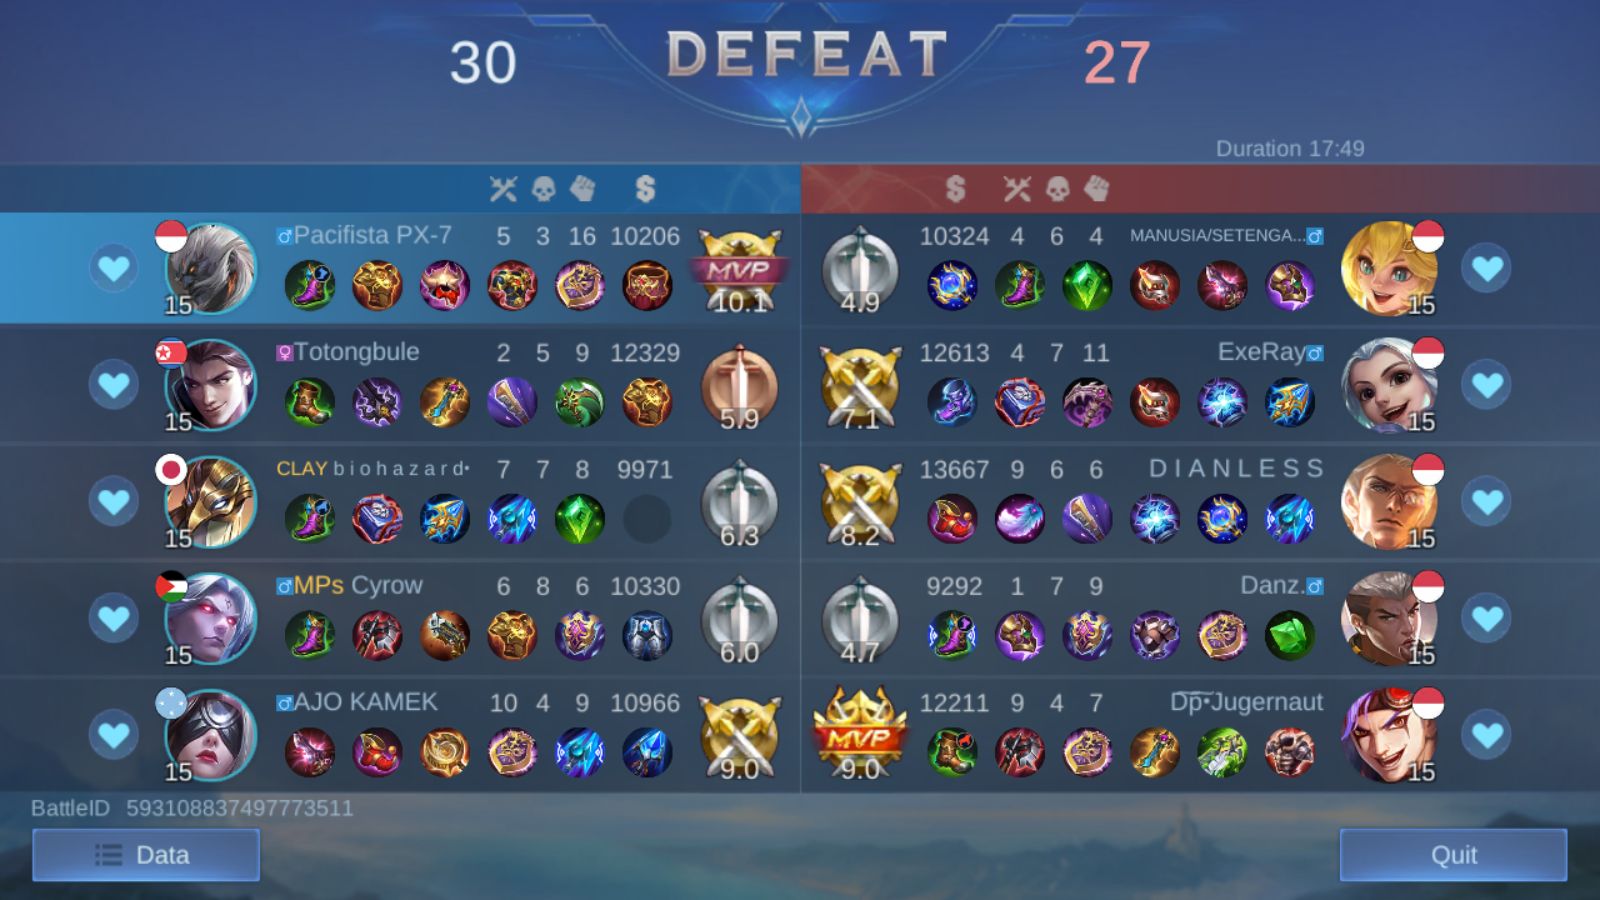 30 DEFEAT 27
Duration 17:49
Pacifista PX-7 5 3 16 10206 MVP 10.1
15
4.9 10324 4 6 4 MANUSIA/SETENGA...
15
Totongbule 2 5 9 12329 5.9
15
7.1 12613 4 7 11 ExeRay
15
CLAY biohazard• 7 7 8 9971 6.3
15
8.2 13667 9 6 6 DIANLESS
15
MPs Cyrow 6 8 6 10330 6.0
15
4.7 9292 1 7 9 Danz.
15
AJO KAMEK 10 4 9 10966 9.0
15
MVP 9.0 12211 9 4 7 Dp•Jugernaut
15
BattleID 593108837497773511
Data
Quit